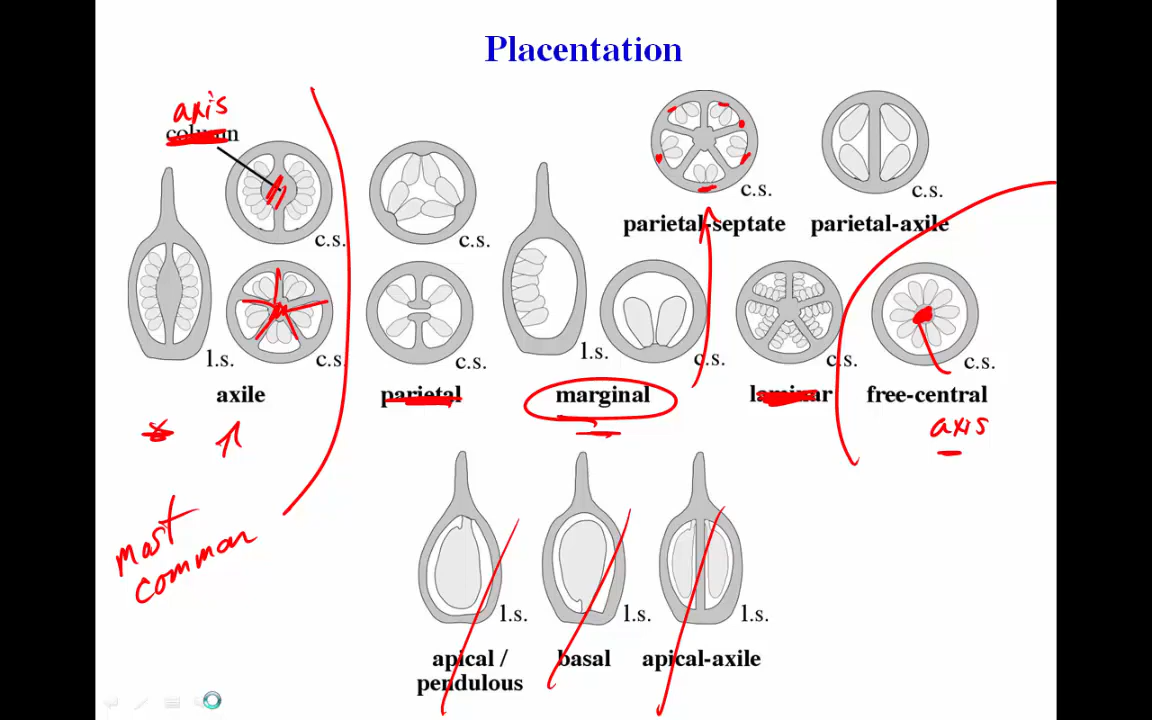 Placentation
axis
column
c.s.
c.s.
c.s.
c.s.
parietal-septate
parietal-axile
l.s.
c.s.
c.s.
l.s.
c.s.
c.s.
c.s.
axile
parietal
marginal
laminar
free-central
axis
most
common
l.s.
l.s.
l.s.
apical /
pendulous
basal
apical-axile